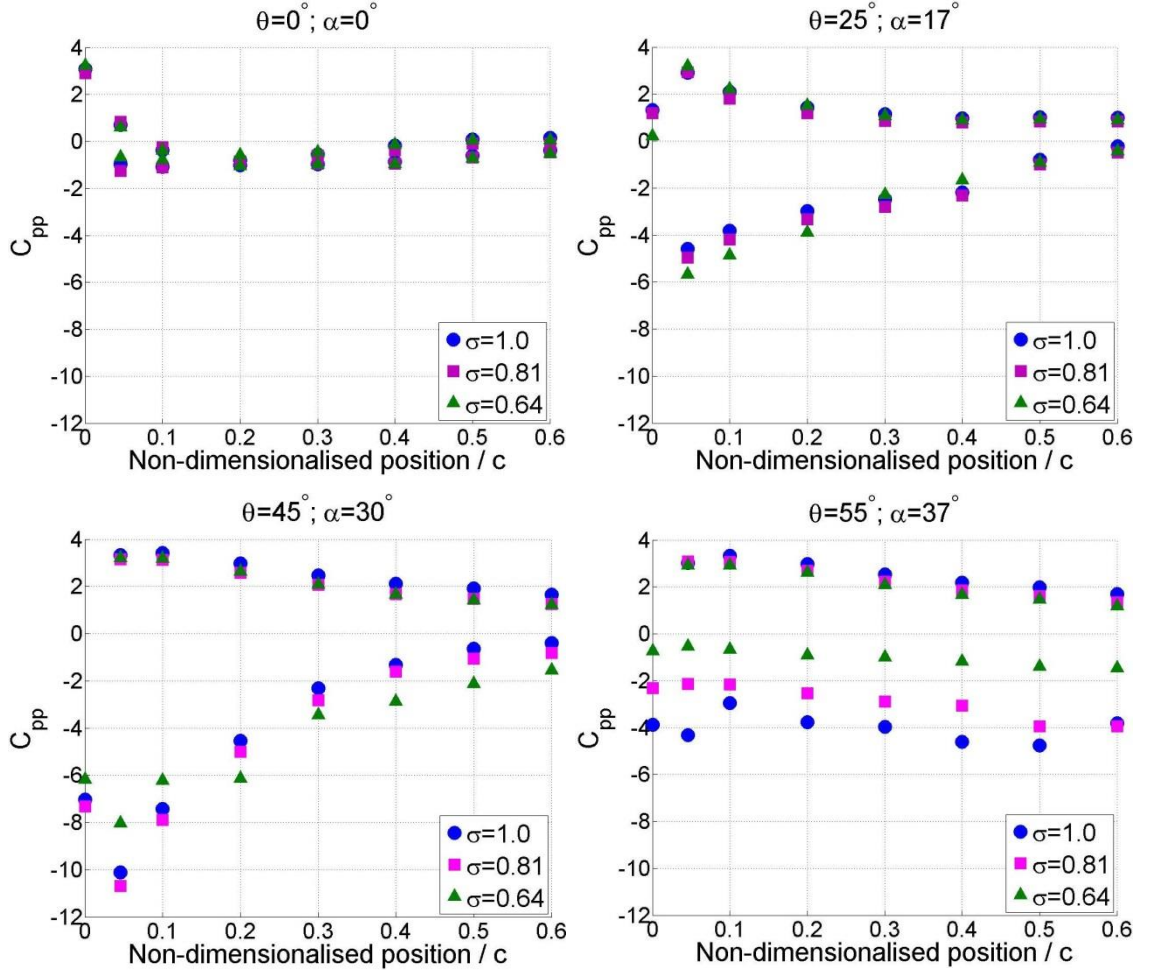 θ=0°; α=0°
4
2
0
-2
-4
-6
-8
-10
-12
C_pp
0 0.1 0.2 0.3 0.4 0.5 0.6
Non-dimensionalised position / c
σ=1.0
σ=0.81
σ=0.64
θ=25°; α=17°
4
2
0
-2
-4
-6
-8
-10
-12
C_pp
0 0.1 0.2 0.3 0.4 0.5 0.6
Non-dimensionalised position / c
σ=1.0
σ=0.81
σ=0.64
θ=45°; α=30°
4
2
0
-2
-4
-6
-8
-10
-12
C_pp
0 0.1 0.2 0.3 0.4 0.5 0.6
Non-dimensionalised position / c
σ=1.0
σ=0.81
σ=0.64
θ=55°; α=37°
4
2
0
-2
-4
-6
-8
-10
-12
C_pp
0 0.1 0.2 0.3 0.4 0.5 0.6
Non-dimensionalised position / c
σ=1.0
σ=0.81
σ=0.64